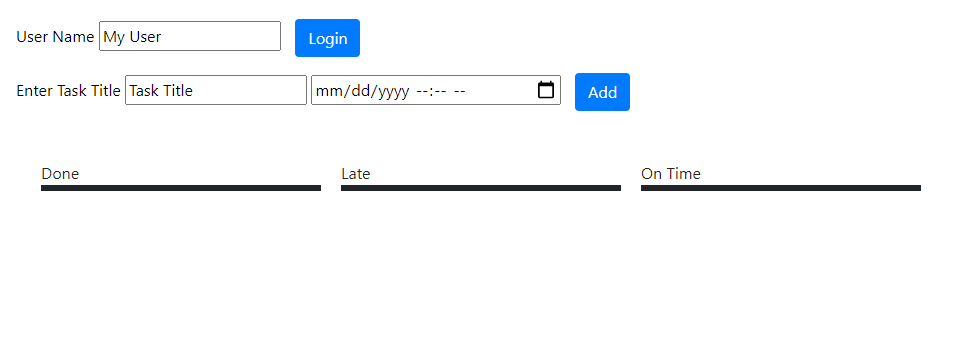 User Name My User Login
Enter Task Title Task Title mm/dd/yyyy --:-- -- Add
Done Late On Time